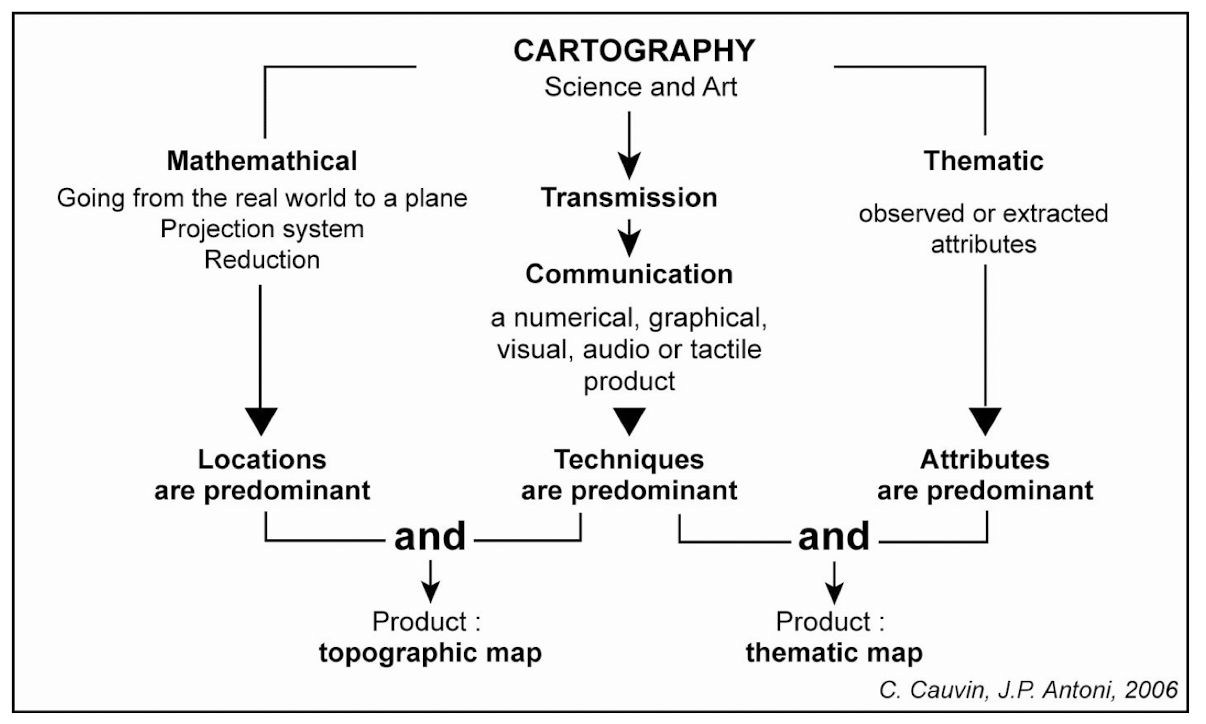 CARTOGRAPHY
Science and Art
Mathemathical
Going from the real world to a plane
Projection system
Reduction
Transmission
Communication
a numerical, graphical,
visual, audio or tactile
product
Thematic
observed or extracted
attributes
Locations
are predominant
Techniques
are predominant
Attributes
are predominant
and
and
Product :
topographic map
Product :
thematic map
C. Cauvin, J.P. Antoni, 2006